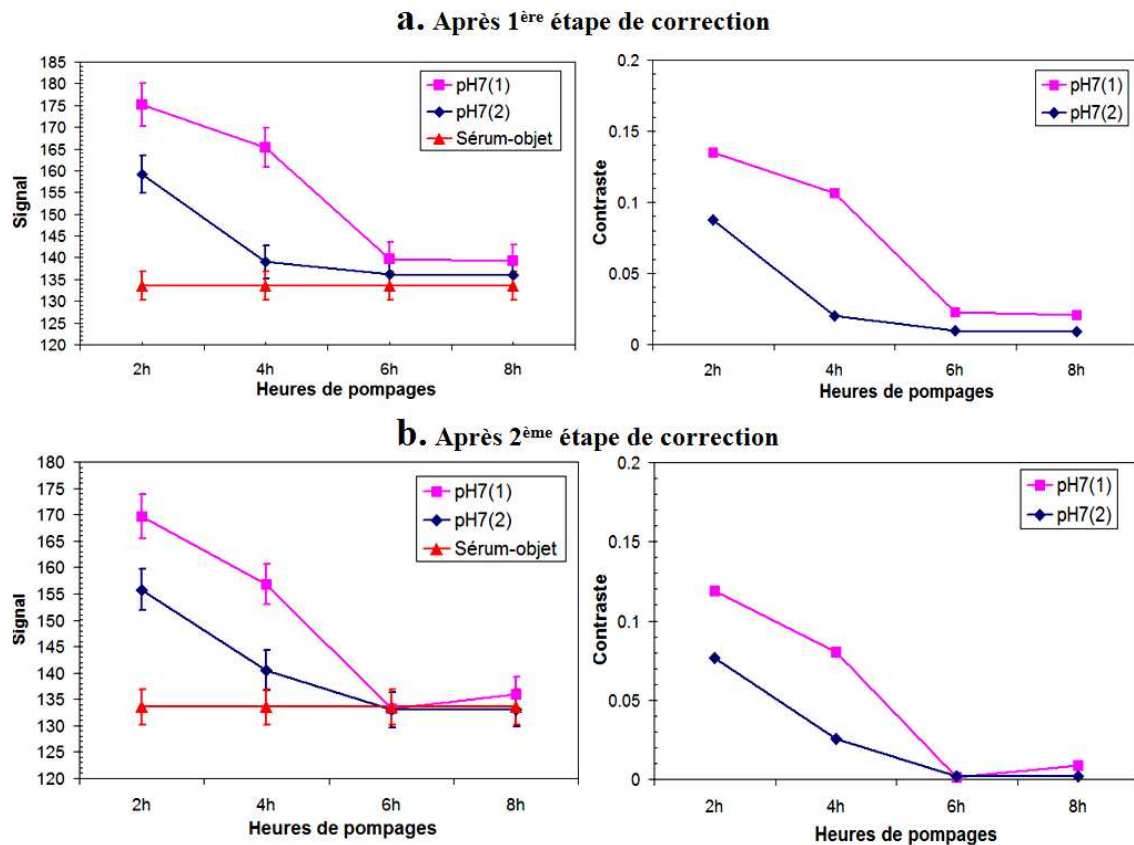 a. Après 1ère étape de correction
185
180
175
170
165
160
155
150
145
140
135
130
125
120
Signal
pH7(1)
pH7(2)
Sérum-objet
2h 4h 6h 8h
Heures de pompages
0.2
0.15
0.1
0.05
0
Contraste
pH7(1)
pH7(2)
2h 4h 6h 8h
Heures de pompages
b. Après 2ème étape de correction
180
175
170
165
160
155
150
145
140
135
130
125
120
Signal
pH7(1)
pH7(2)
Sérum-objet
2h 4h 6h 8h
Heures de pompages
0.2
0.15
0.1
0.05
0
Contraste
pH7(1)
pH7(2)
2h 4h 6h 8h
Heures de pompages